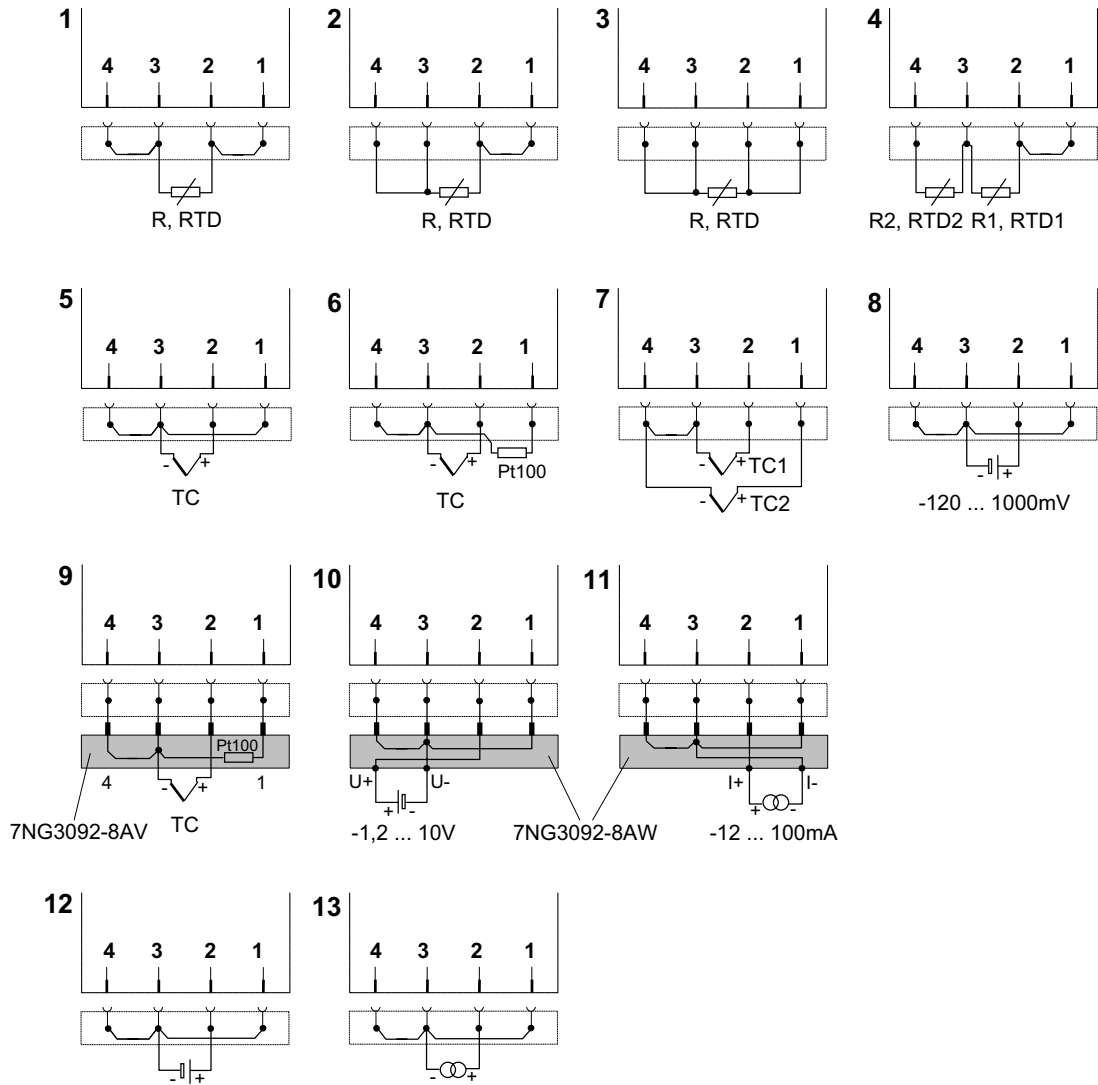 1 2 3 4
4 3 2 1 4 3 2 1 4 3 2 1 4 3 2 1
R, RTD R, RTD R, RTD R2, RTD2 R1, RTD1
5 6 7 8
4 3 2 1 4 3 2 1 4 3 2 1 4 3 2 1
- + - + Pt100 - + TC1 - +
TC TC - + TC2 -120 ... 1000mV
9 10 11
4 3 2 1 4 3 2 1 4 3 2 1
Pt100
4 - + 1 U+ U- I+ I-
TC + - + -
7NG3092-8AV -1,2 ... 10V 7NG3092-8AW -12 ... 100mA
12 13
4 3 2 1 4 3 2 1
- + - +